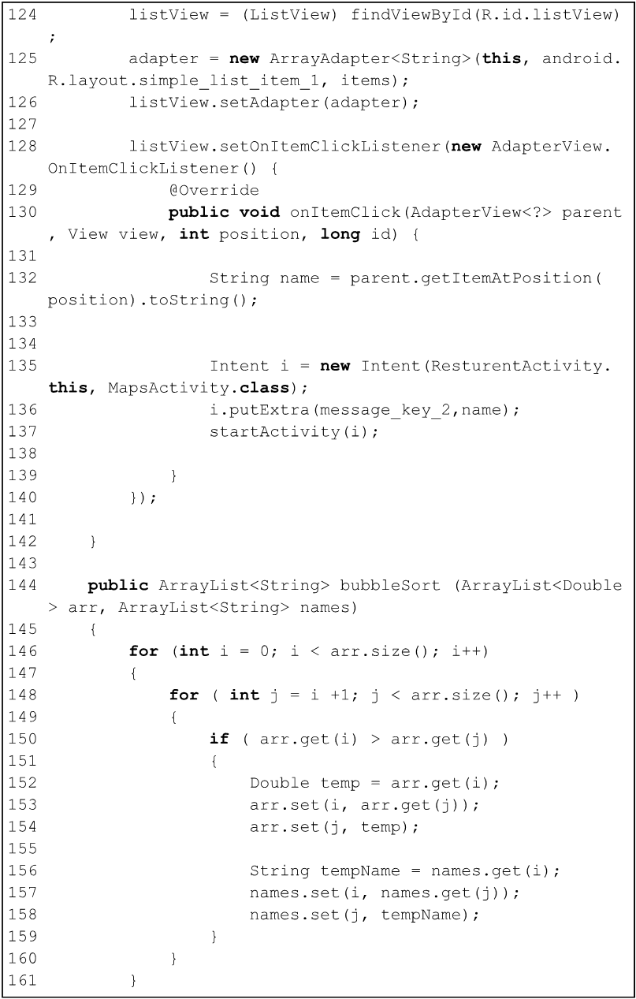 124         listView = (ListView) findViewById(R.id.listView)
    ;
125         adapter = new ArrayAdapter<String>(this, android.
    R.layout.simple_list_item_1, items);
126         listView.setAdapter(adapter);
127
128         listView.setOnItemClickListener(new AdapterView.
    OnItemClickListener() {
129             @Override
130             public void onItemClick(AdapterView<?> parent
    , View view, int position, long id) {
131
132                 String name = parent.getItemAtPosition(
    position).toString();
133
134
135                 Intent i = new Intent(ResturentActivity.
    this, MapsActivity.class);
136                 i.putExtra(message_key_2,name);
137                 startActivity(i);
138
139             }
140         });
141
142     }
143
144     public ArrayList<String> bubbleSort (ArrayList<Double
    > arr, ArrayList<String> names)
145     {
146         for (int i = 0; i < arr.size(); i++)
147         {
148             for ( int j = i +1; j < arr.size(); j++ )
149             {
150                 if ( arr.get(i) > arr.get(j) )
151                 {
152                     Double temp = arr.get(i);
153                     arr.set(i, arr.get(j));
154                     arr.set(j, temp);
155
156                     String tempName = names.get(i);
157                     names.set(i, names.get(j));
158                     names.set(j, tempName);
159                 }
160             }
161         }